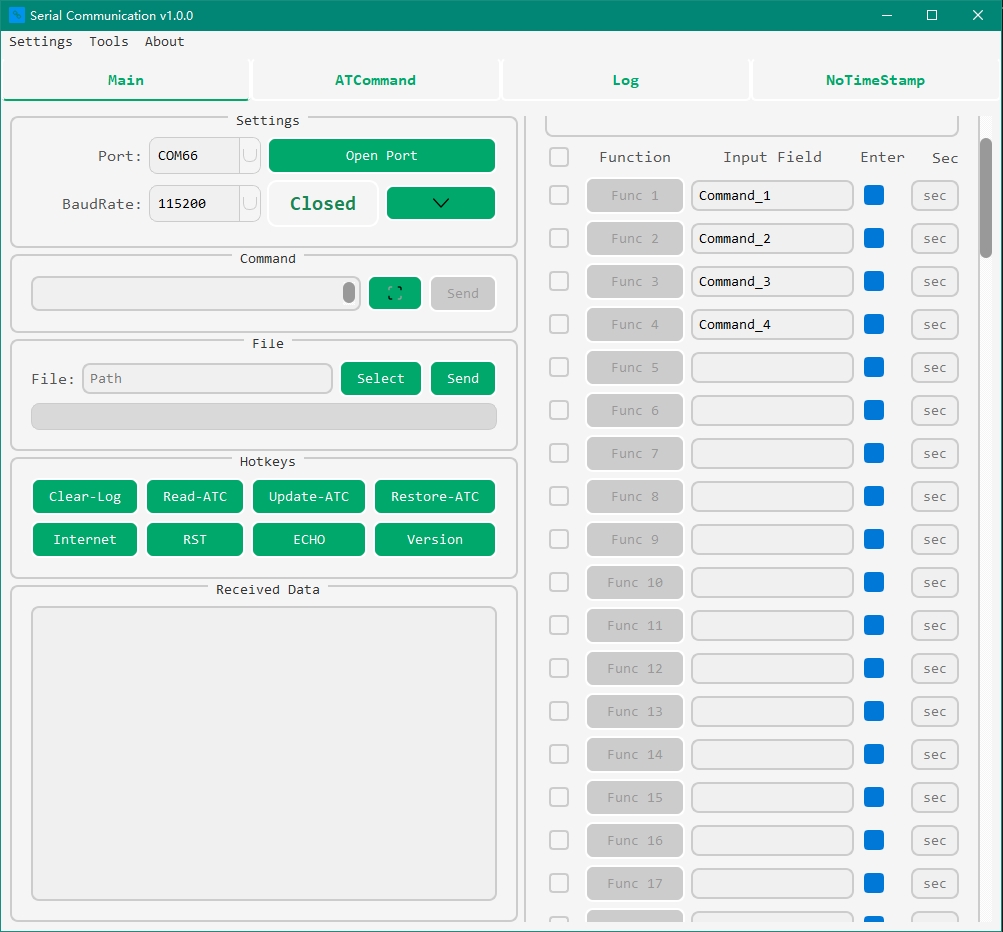 Serial Communication v1.0.0
Settings Tools About
Main ATCommand Log NoTimeStamp
Settings
Port: COM66 Open Port
BaudRate: 115200 Closed
Command
Send
File
File: Path Select Send
Hotkeys
Clear-Log Read-ATC Update-ATC Restore-ATC
Internet RST ECHO Version
Received Data
Function Input Field Enter Sec
Func 1 Command_1 sec
Func 2 Command_2 sec
Func 3 Command_3 sec
Func 4 Command_4 sec
Func 5 sec
Func 6 sec
Func 7 sec
Func 8 sec
Func 9 sec
Func 10 sec
Func 11 sec
Func 12 sec
Func 13 sec
Func 14 sec
Func 15 sec
Func 16 sec
Func 17 sec